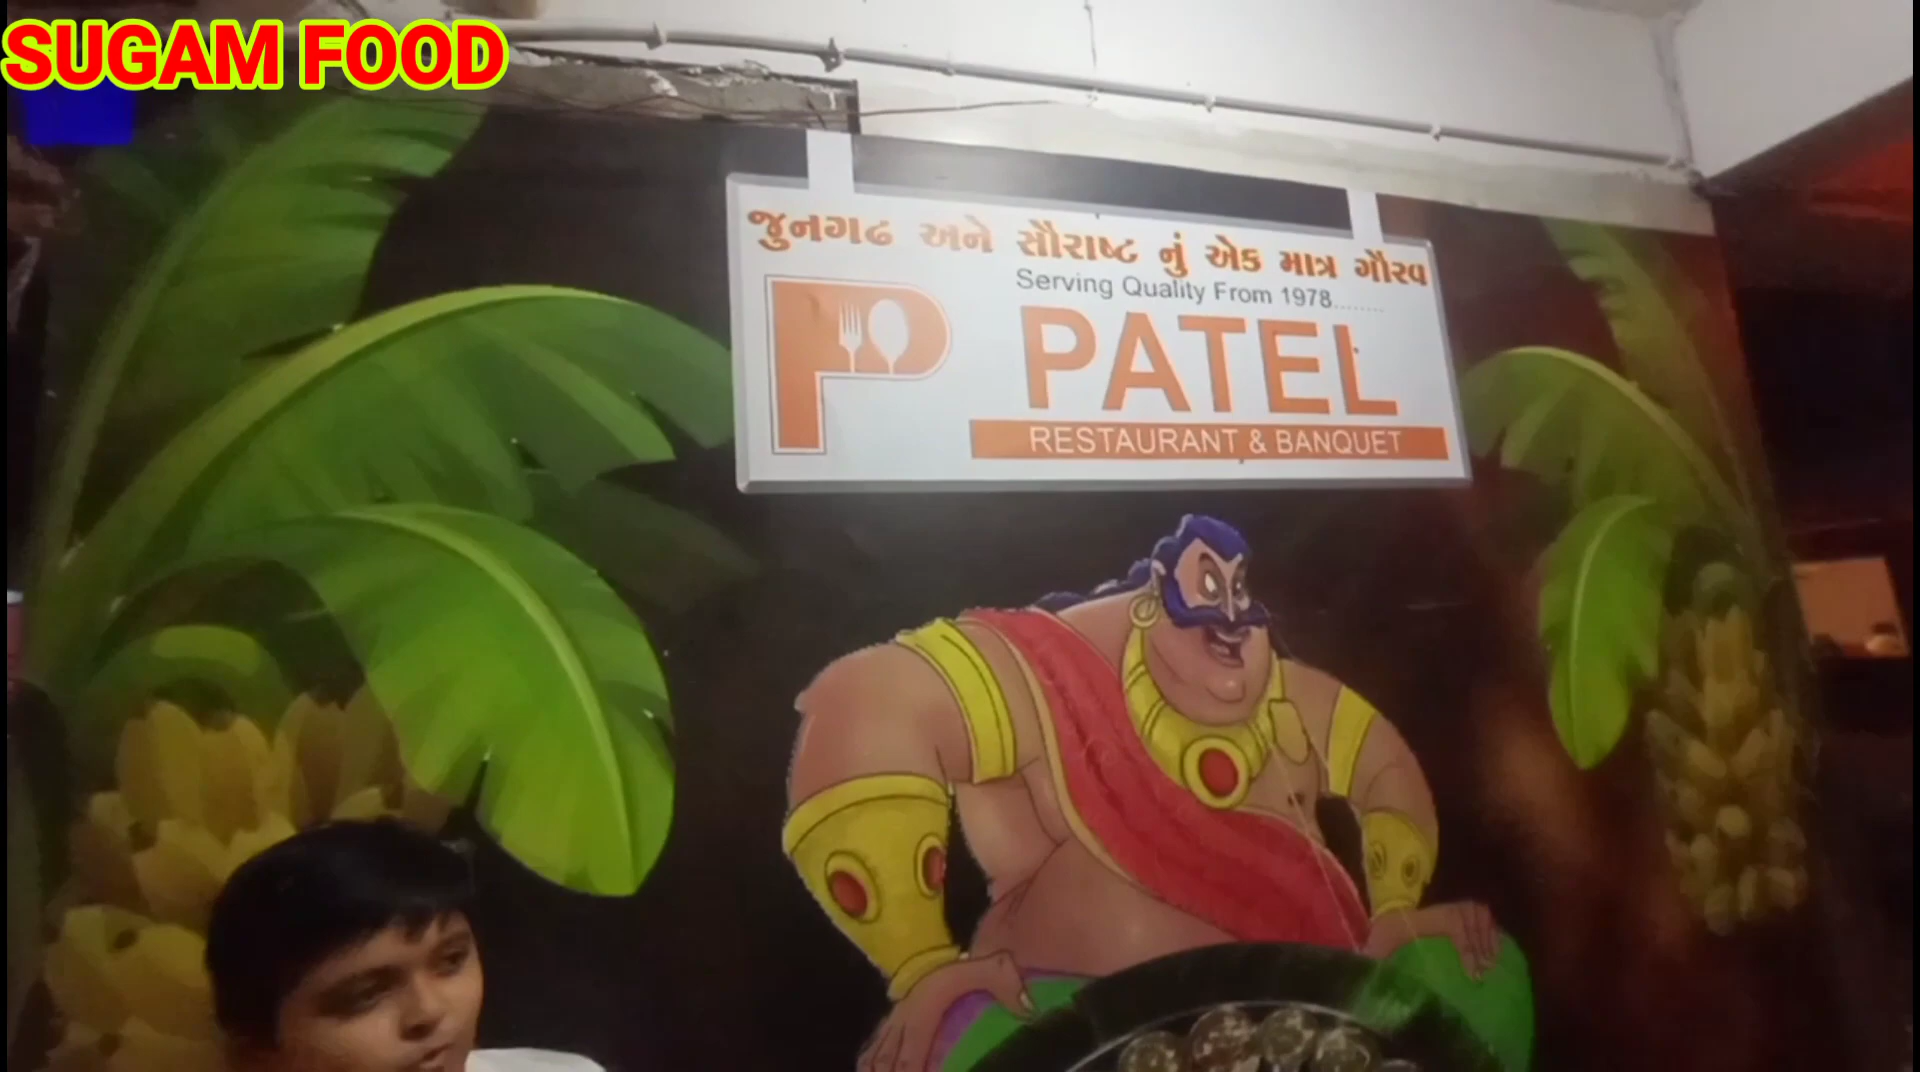 SUGAM FOOD
જુનગઢ અને સૌરાષ્ટ નું એક માત્ર ગૌરવ
Serving Quality From 1978........
PATEL
RESTAURANT & BANQUET